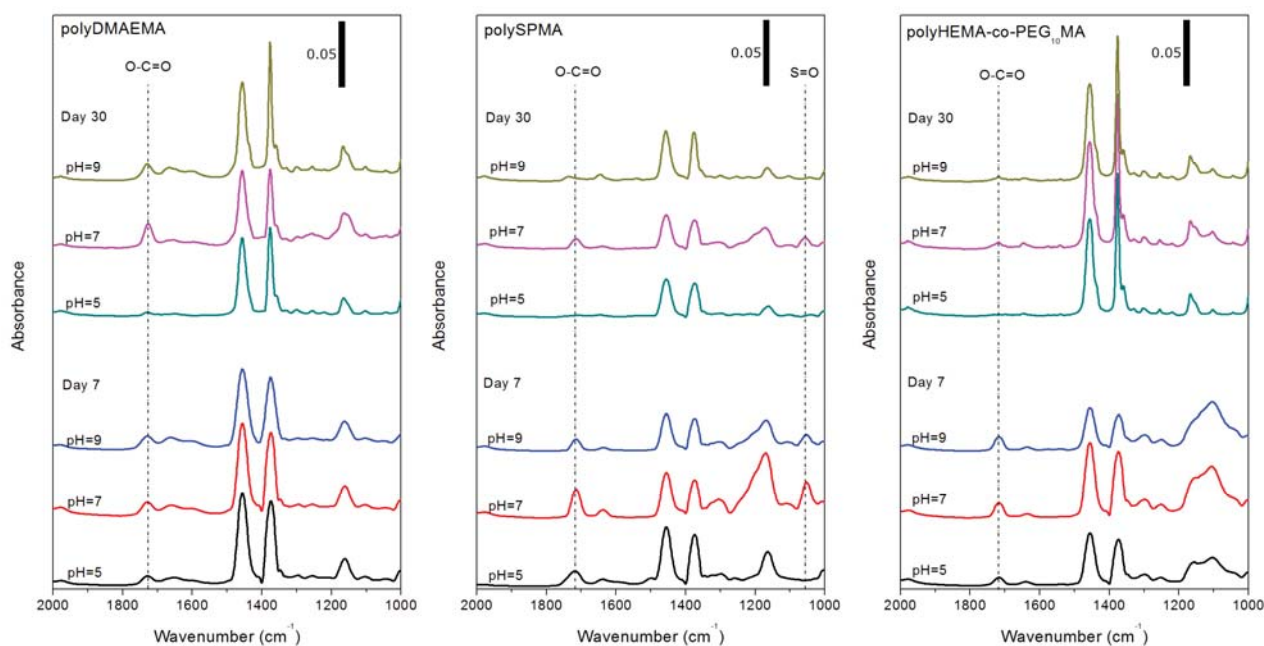 polyDMAEMA
0.05
O-C=O
Day 30
pH=9
pH=7
pH=5
Day 7
pH=9
pH=7
pH=5
2000 1800 1600 1400 1200 1000
Wavenumber (cm⁻¹)
Absorbance
polySPMA
0.05
O-C=O
S=O
Day 30
pH=9
pH=7
pH=5
Day 7
pH=9
pH=7
pH=5
2000 1800 1600 1400 1200 1000
Wavenumber (cm⁻¹)
Absorbance
polyHEMA-co-PEG₁₀MA
0.05
O-C=O
Day 30
pH=9
pH=7
pH=5
Day 7
pH=9
pH=7
pH=5
2000 1800 1600 1400 1200 1000
Wavenumber (cm⁻¹)
Absorbance